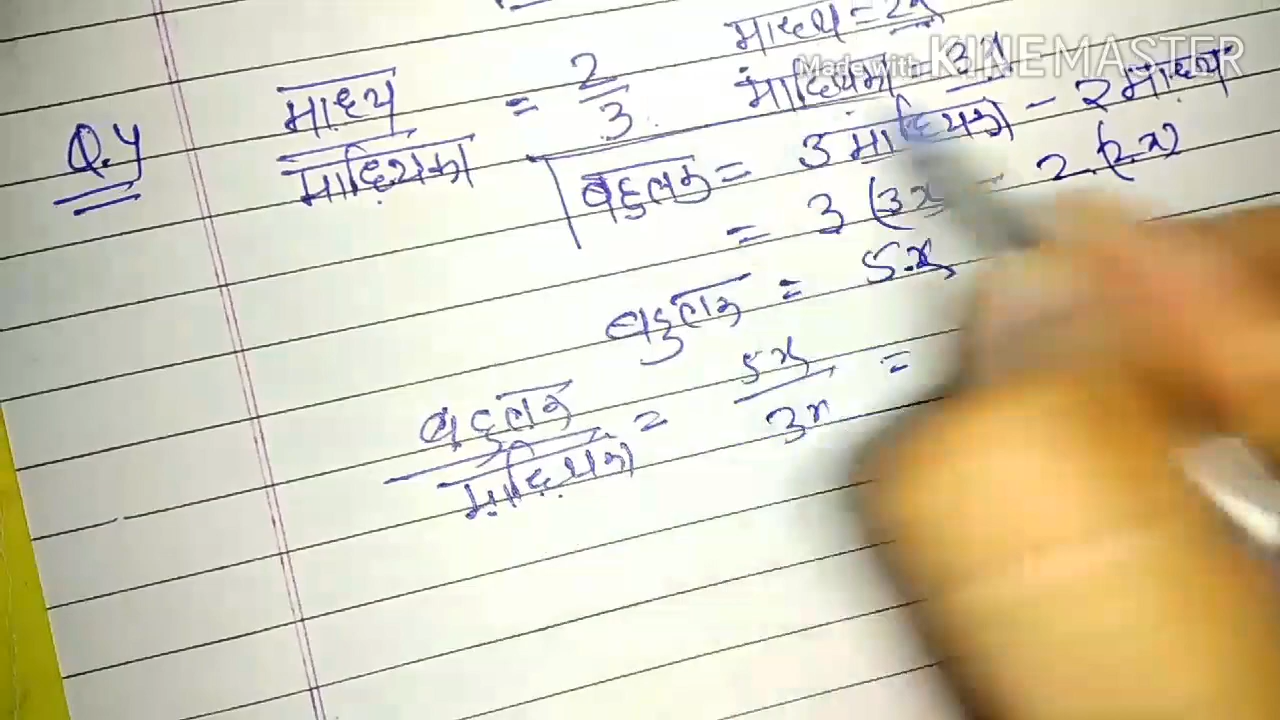 माध्य = 2x
Made with KINEMASTER
Q.4 माध्य / माध्यिका = 2/3
माध्यिका = 3x
बहुलक = 3 माध्यिका - 2 माध्य
= 3 (3x - 2(2x)
बहुलक = 5x
बहुलक / माध्यिका = 5x / 3x =